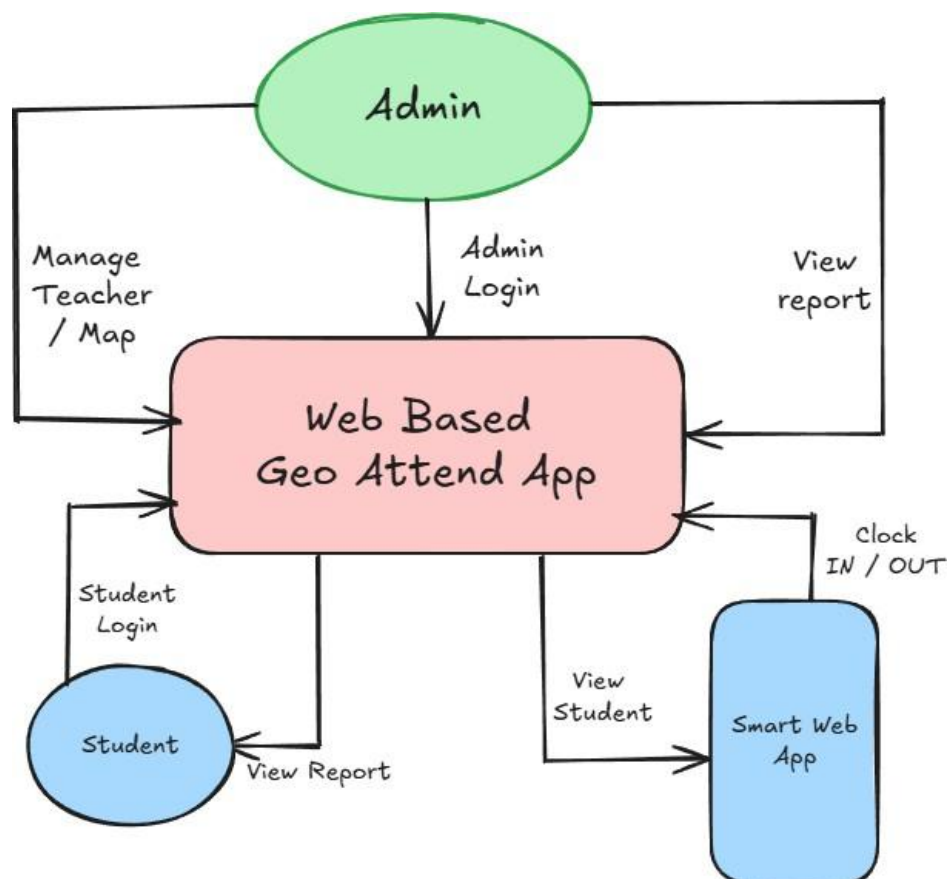 Admin
Manage
Teacher
/ Map
Admin
Login
View
report
Web Based
Geo Attend App
Clock
IN / OUT
Student
Login
View
Student
Smart Web
App
Student
View Report